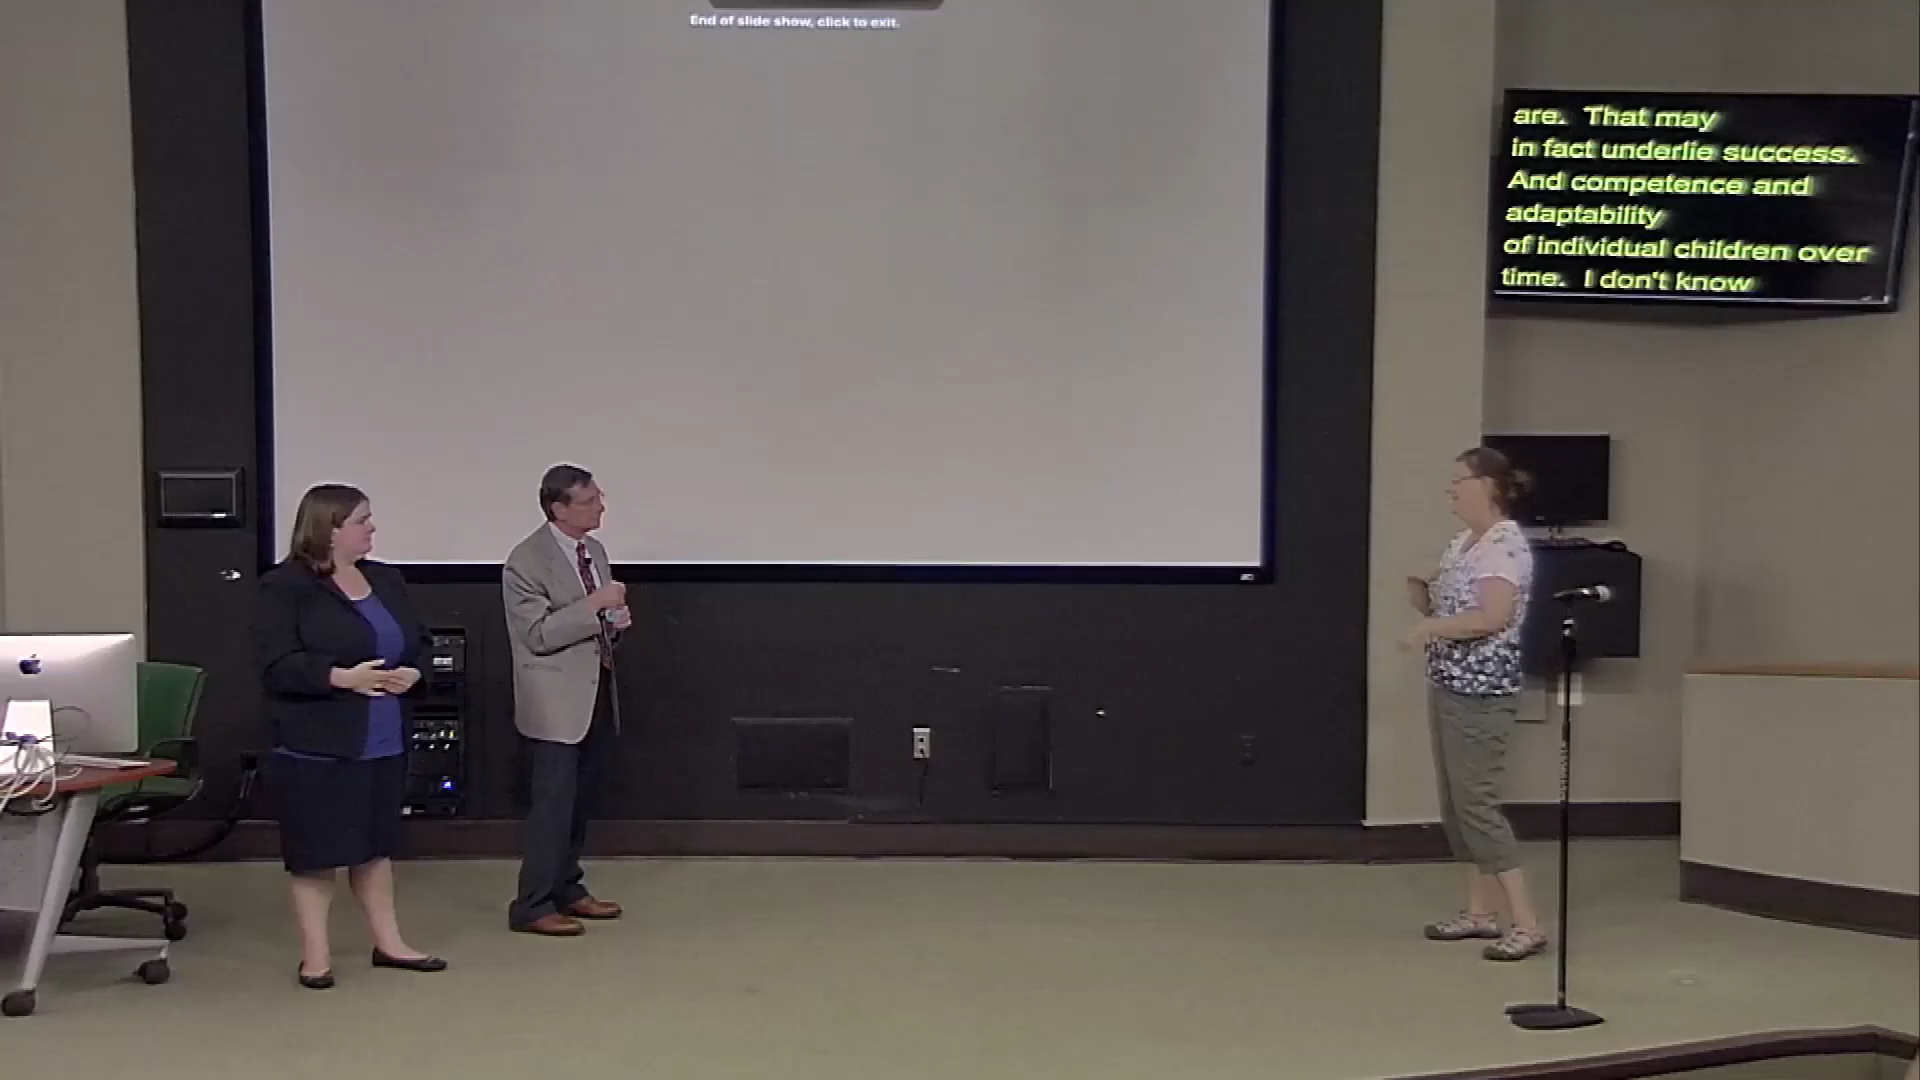 End of slide show, click to exit.
are. That may
in fact underlie success.
And competence and
adaptability
of individual children over
time. I don't know